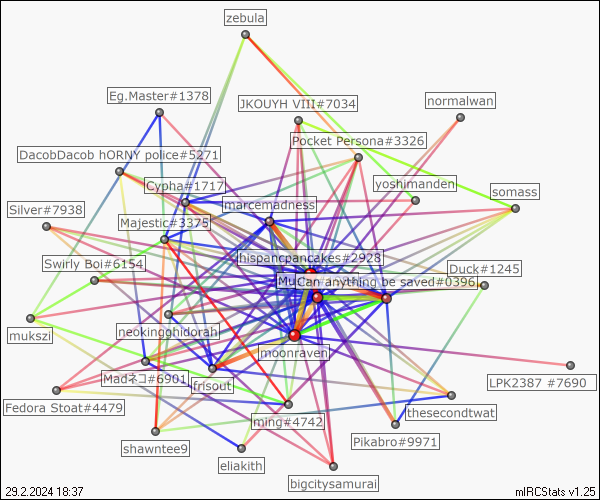 zebula
Eg.Master#1378
JKOUYH VIII#7034
normalwan
Pocket Persona#3326
DacobDacob hORNY police#5271
Cypha#1717
yoshimanden
somass
marcemadness
Silver#7938
Majestic#3375
hispancpancakes#2928
Swirly Boi#6154
Duck#1245
Mu
Can anything be saved#0396
mukszi
neokingghidorah
moonraven
Madネコ#6901
frisout
LPK2387 #7690
Fedora Stoat#4479
thesecondtwat
ming#4742
Pikabro#9971
shawntee9
eliakith
bigcitysamurai
29.2.2024 18:37
mIRCStats v1.25